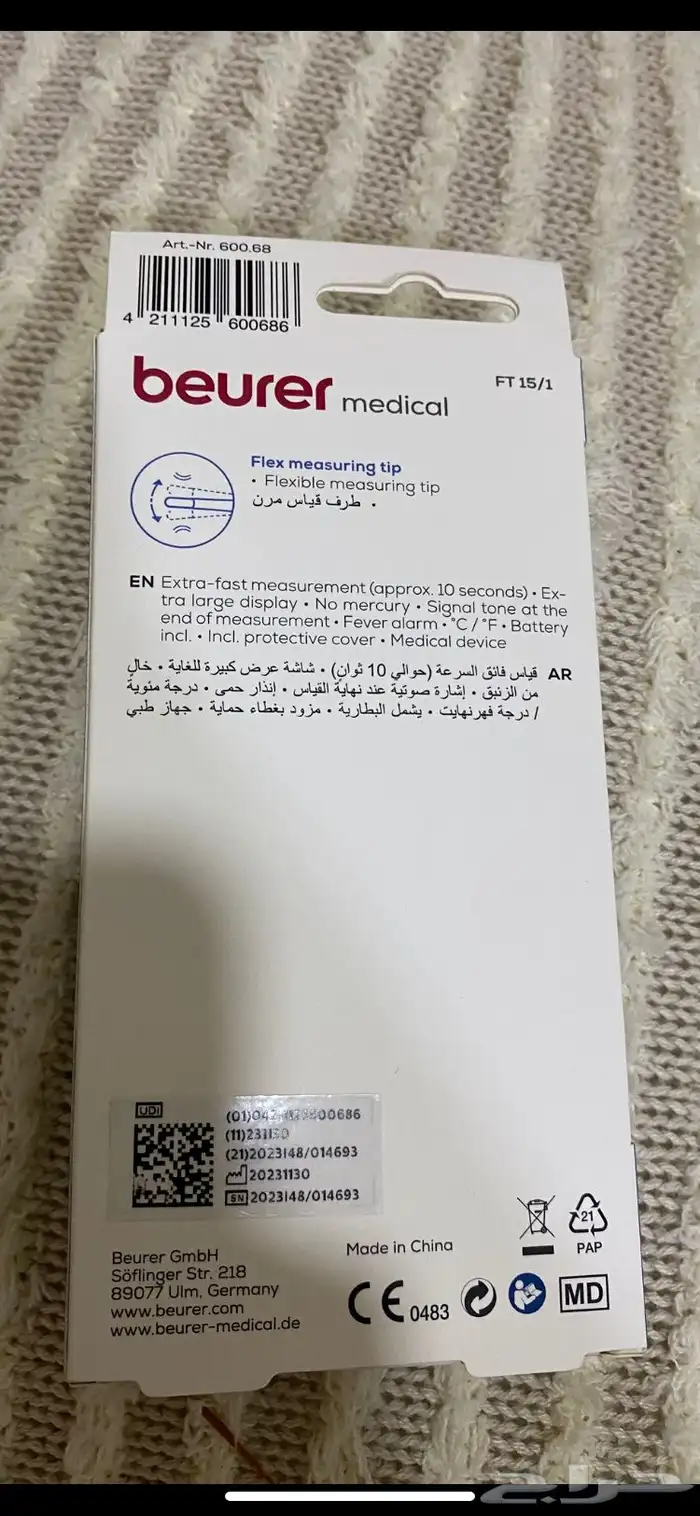 Art.-Nr. 600.68
4 211125 600686
beurer medical
FT 15/1
Flex measuring tip
• Flexible measuring tip
• طرف قياس مرن
EN Extra-fast measurement (approx. 10 seconds) • Ex-
tra large display • No mercury • Signal tone at the
end of measurement • Fever alarm • °C / °F • Battery
incl. • Incl. protective cover • Medical device
AR قياس فائق السرعة (حوالي 10 ثوانٍ) • شاشة عرض كبيرة للغاية • خالٍ
من الزئبق • إشارة صوتية عند نهاية القياس • إنذار حمى • درجة مئوية
/ درجة فهرنهايت • يشمل البطارية • مزود بغطاء حماية • جهاز طبي
UDI
(21)2023I48/014693
20231130
SN 2023I48/014693
Beurer GmbH
Söflinger Str. 218
89077 Ulm, Germany
www.beurer.com
www.beurer-medical.de
Made in China
21
PAP
CE 0483
MD
حراج